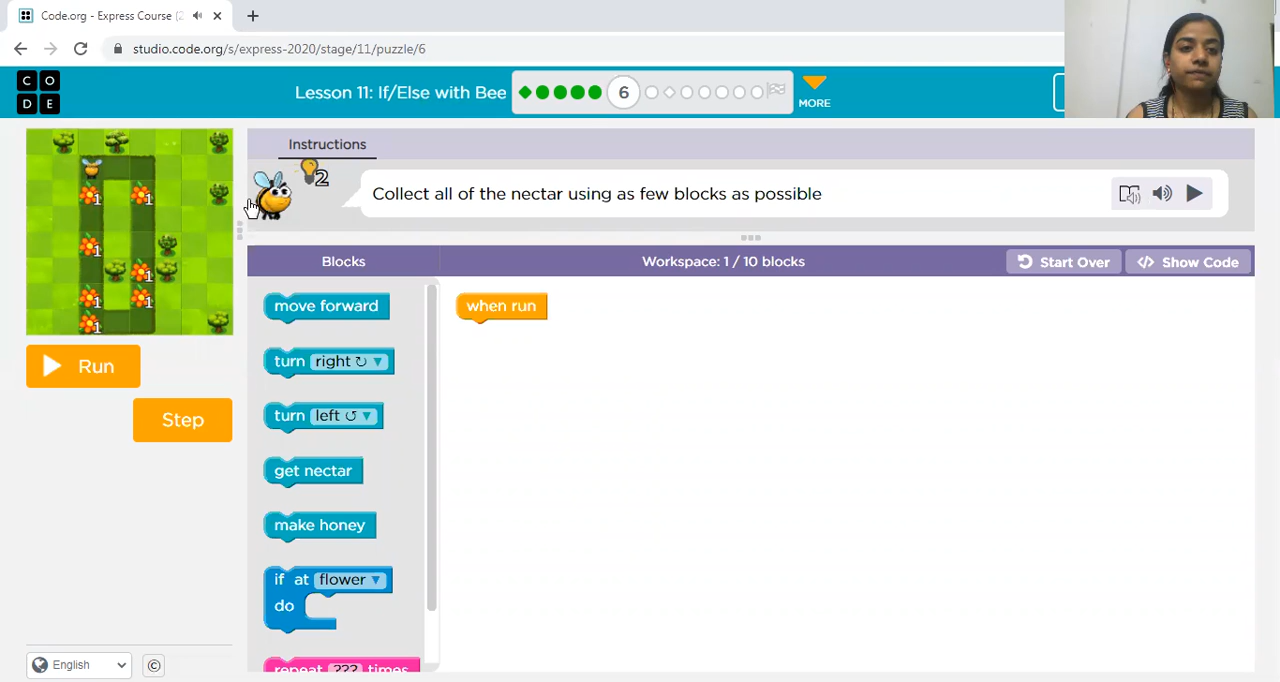 Code.org - Express Course (2
studio.code.org/s/express-2020/stage/11/puzzle/6
C O
D E
Lesson 11: If/Else with Bee
6
MORE
Instructions
2
Collect all of the nectar using as few blocks as possible
1 1
1
1
1 1
1
Blocks
Workspace: 1 / 10 blocks
Start Over
Show Code
move forward
when run
turn right ↻ ▼
Run
turn left ↺ ▼
Step
get nectar
make honey
if at flower ▼
do
repeat ??? times
English
©